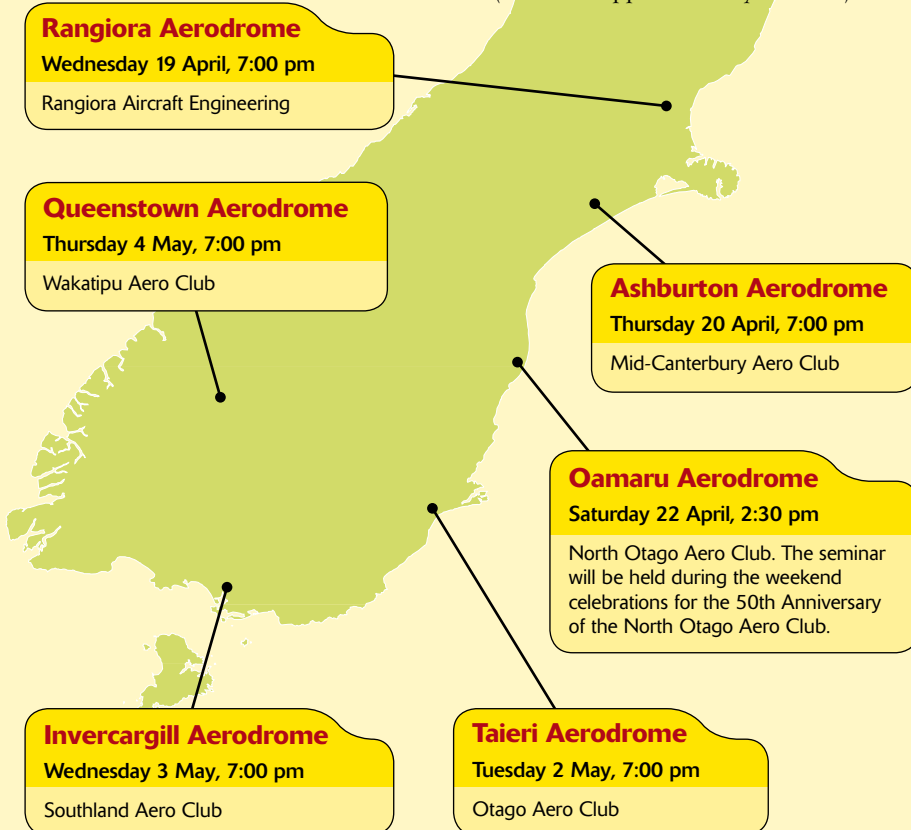 Rangiora Aerodrome
Wednesday 19 April, 7:00 pm
Rangiora Aircraft Engineering
Queenstown Aerodrome
Thursday 4 May, 7:00 pm
Wakatipu Aero Club
Ashburton Aerodrome
Thursday 20 April, 7:00 pm
Mid-Canterbury Aero Club
Oamaru Aerodrome
Saturday 22 April, 2:30 pm
North Otago Aero Club. The seminar
will be held during the weekend
celebrations for the 50th Anniversary
of the North Otago Aero Club.
Invercargill Aerodrome
Wednesday 3 May, 7:00 pm
Southland Aero Club
Taieri Aerodrome
Tuesday 2 May, 7:00 pm
Otago Aero Club